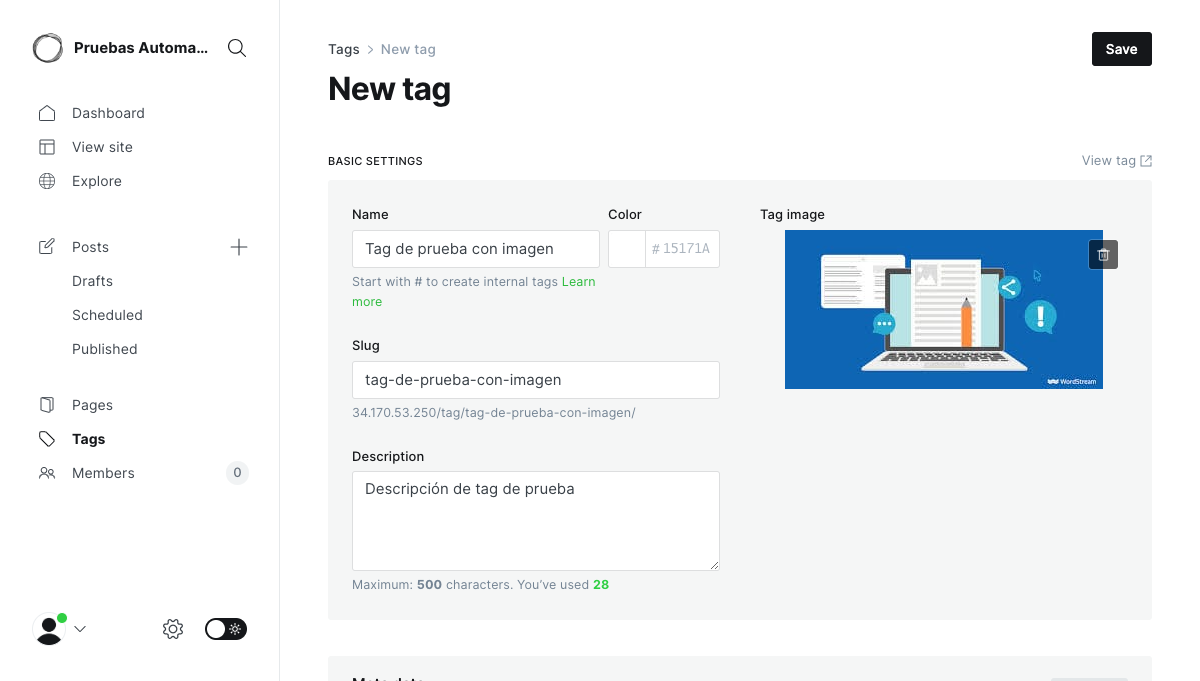 Pruebas Automa...
Dashboard
View site
Explore
Posts
Drafts
Scheduled
Published
Pages
Tags
Members
0
Tags
New tag
Save
New tag
BASIC SETTINGS
View tag
Name
Tag de prueba con imagen
Start with # to create internal tags Learn
more
Color
# 15171A
Tag image
WordStream
Slug
tag-de-prueba-con-imagen
34.170.53.250/tag/tag-de-prueba-con-imagen/
Description
Descripción de tag de prueba
Maximum: 500 characters. You've used 28